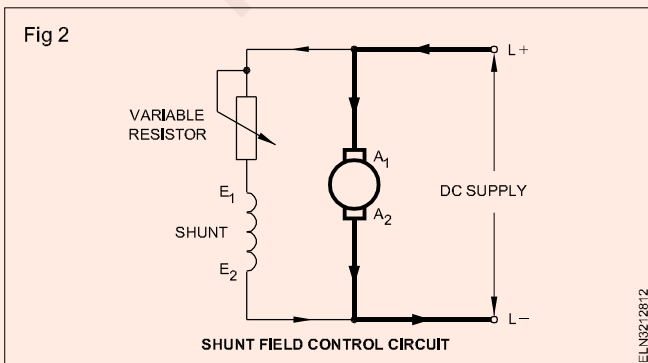 Fig 2
L+
VARIABLE
RESISTOR
A1
E1
DC SUPPLY
A2
SHUNT
E2
L−
SHUNT FIELD CONTROL CIRCUIT
ELN3212812